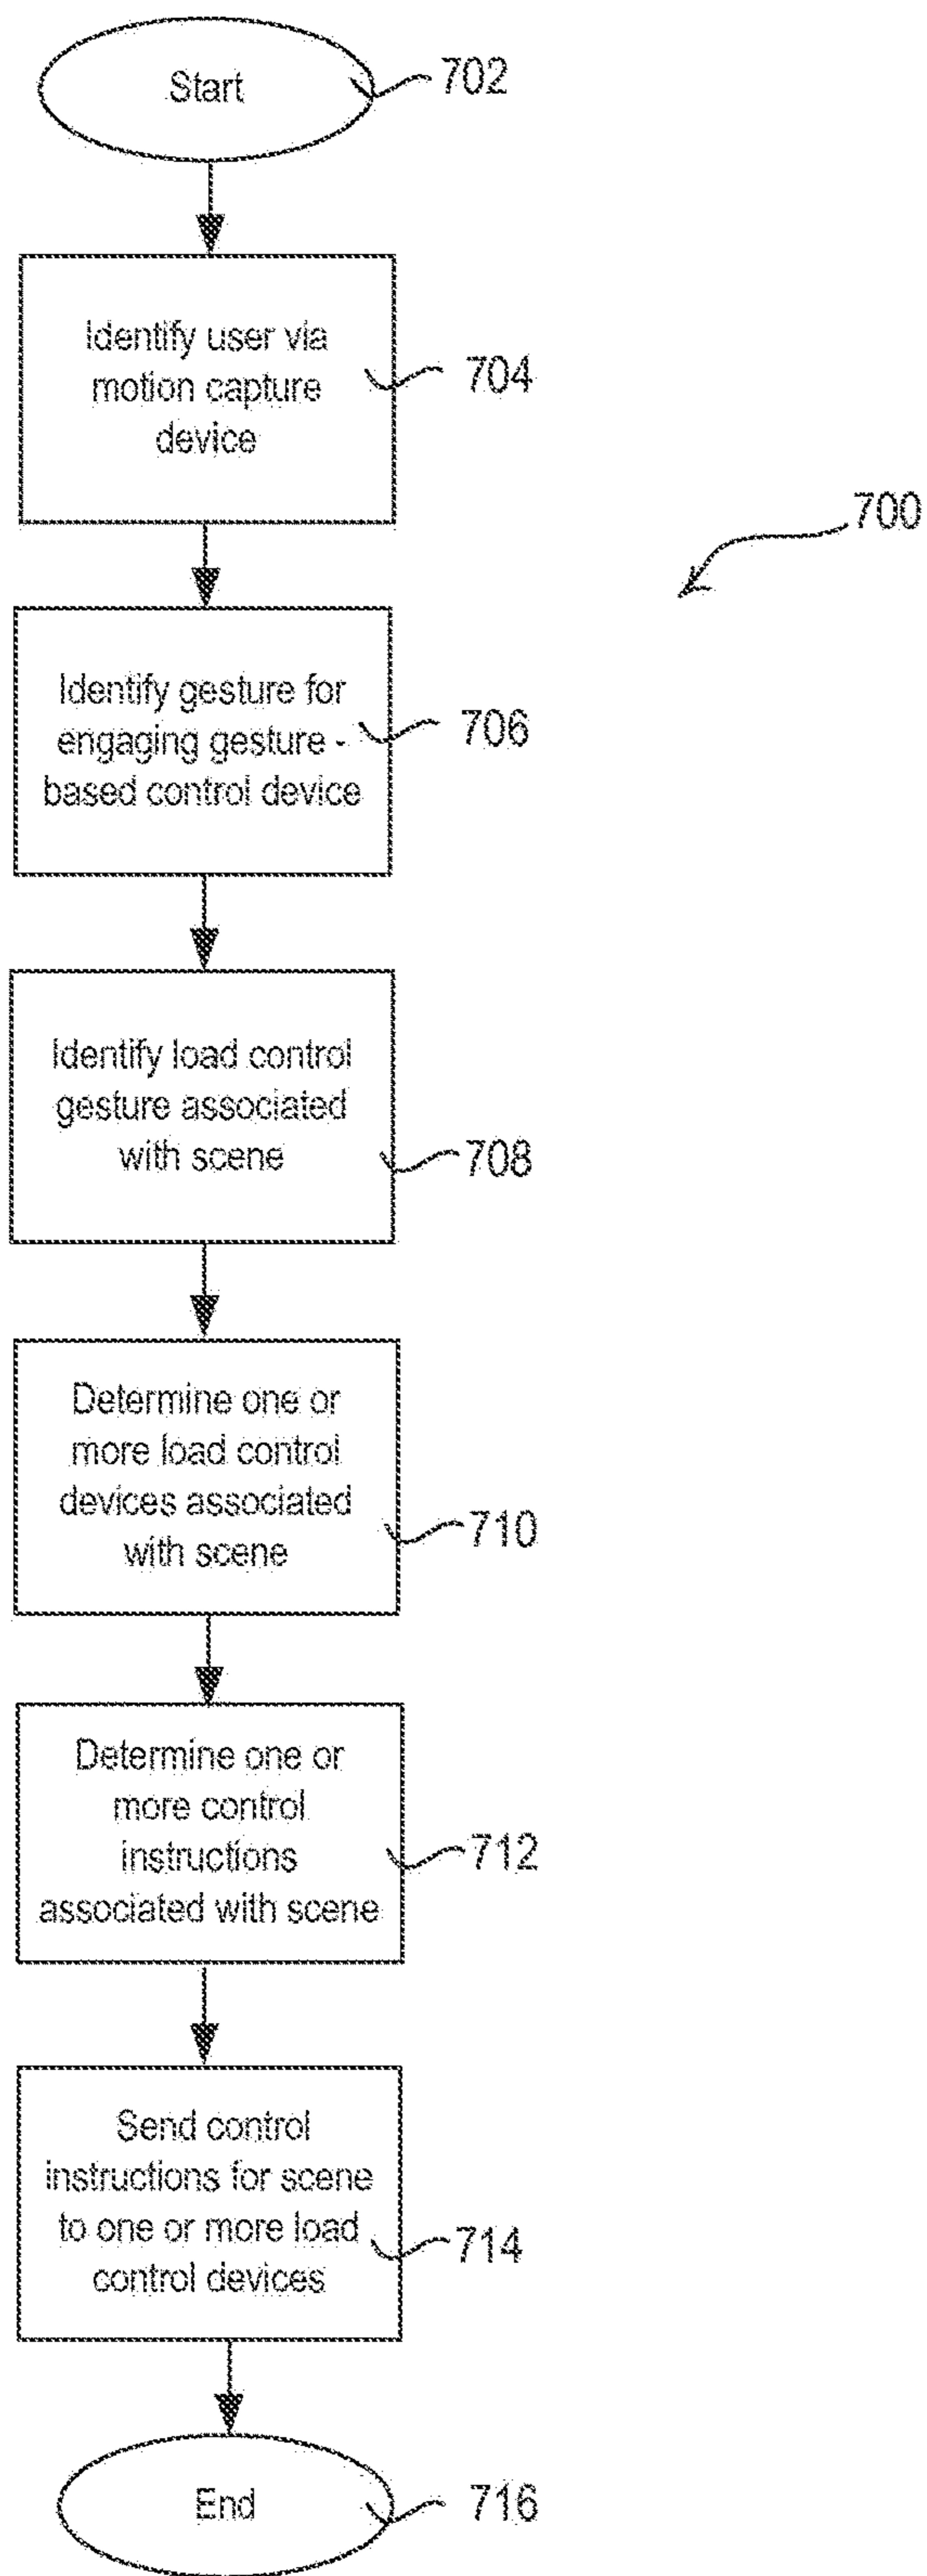 Start
702
Identify user via
motion capture
device
704
700
Identify gesture for
engaging gesture -
based control device
706
Identify load control
gesture associated
with scene
708
Determine one or
more load control
devices associated
with scene
710
Determine one or
more control
instructions
associated with scene
712
Send control
instructions for scene
to one or more load
control devices
714
End
716